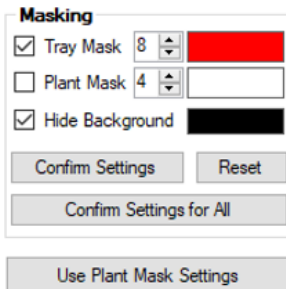 Masking
Tray Mask 8
Plant Mask 4
Hide Background
Confirm Settings Reset
Confirm Settings for All
Use Plant Mask Settings